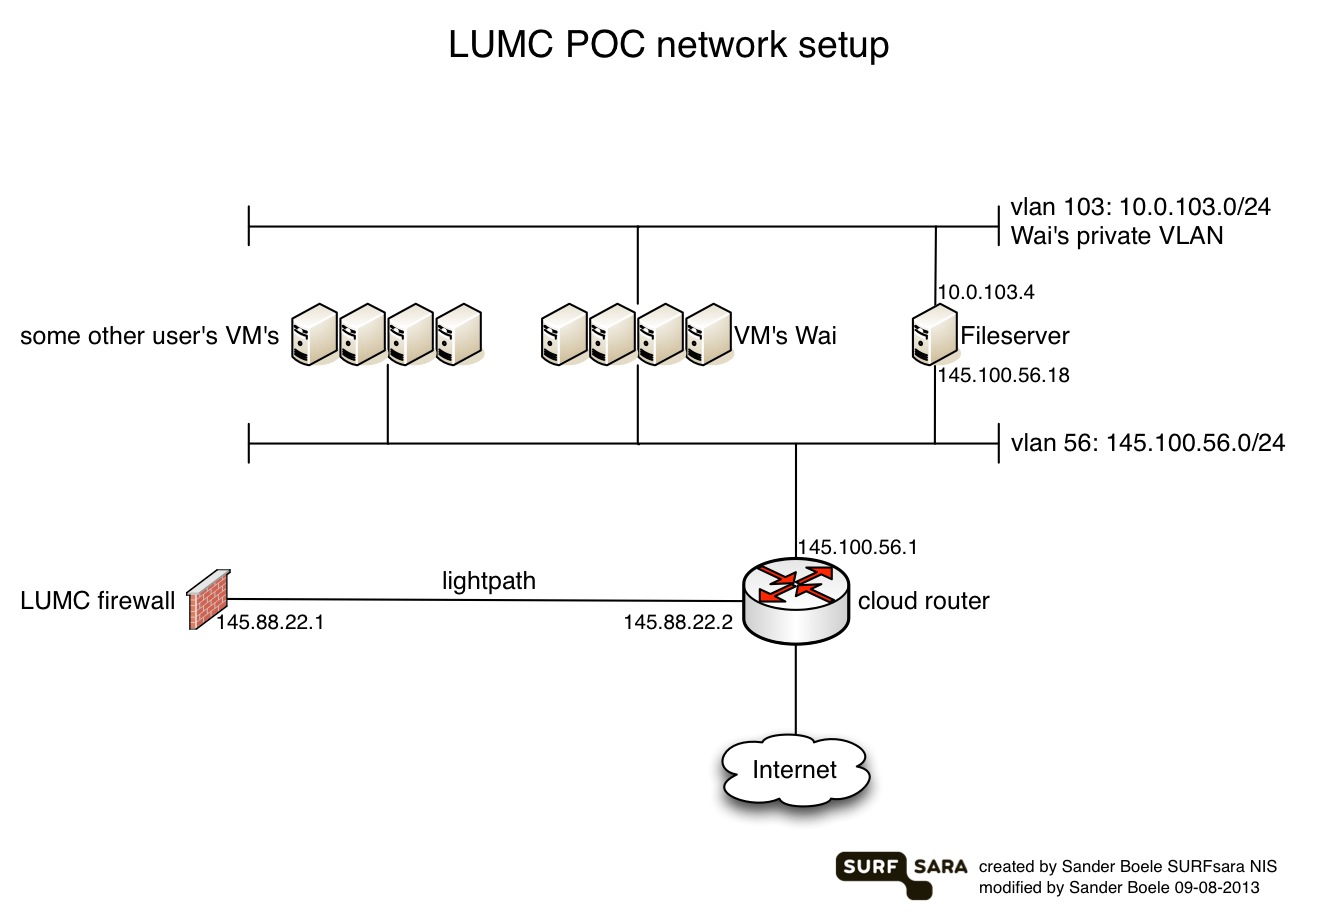 LUMC POC network setup
vlan 103: 10.0.103.0/24
Wai's private VLAN
10.0.103.4
some other user's VM's
VM's Wai
Fileserver
145.100.56.18
vlan 56: 145.100.56.0/24
145.100.56.1
lightpath
LUMC firewall
cloud router
145.88.22.1
145.88.22.2
Internet
SURF SARA
created by Sander Boele SURFsara NIS
modified by Sander Boele 09-08-2013